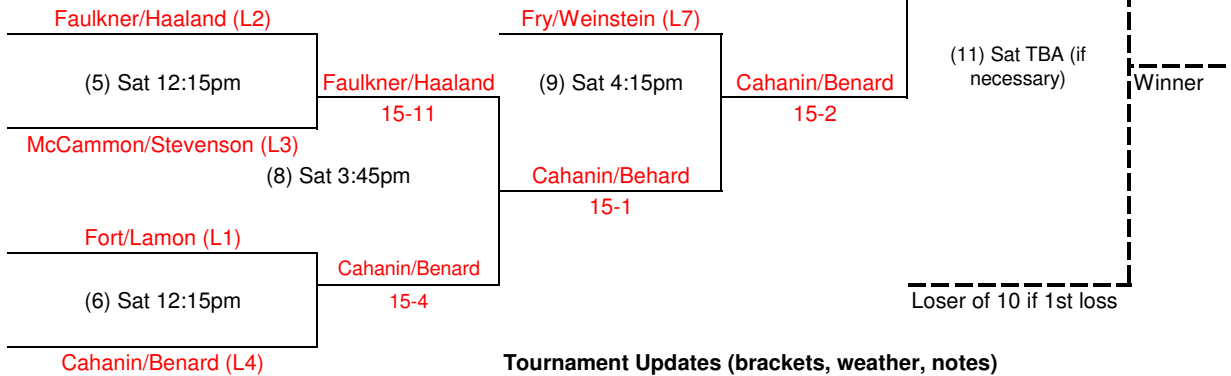 Faulkner/Haaland (L2)
Fry/Weinstein (L7)
(5) Sat 12:15pm
Faulkner/Haaland
(9) Sat 4:15pm
Cahanin/Benard
(11) Sat TBA (if
necessary)
Winner
15-11
15-2
McCammon/Stevenson (L3)
(8) Sat 3:45pm
Cahanin/Behard
15-1
Fort/Lamon (L1)
Cahanin/Benard
(6) Sat 12:15pm
15-4
Loser of 10 if 1st loss
Cahanin/Benard (L4)
Tournament Updates (brackets, weather, notes)